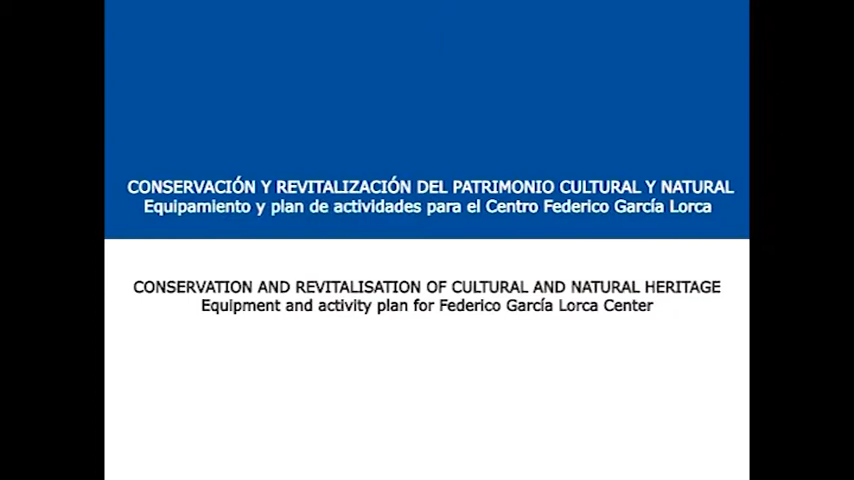 CONSERVACIÓN Y REVITALIZACIÓN DEL PATRIMONIO CULTURAL Y NATURAL
Equipamiento y plan de actividades para el Centro Federico García Lorca
CONSERVATION AND REVITALISATION OF CULTURAL AND NATURAL HERITAGE
Equipment and activity plan for Federico García Lorca Center